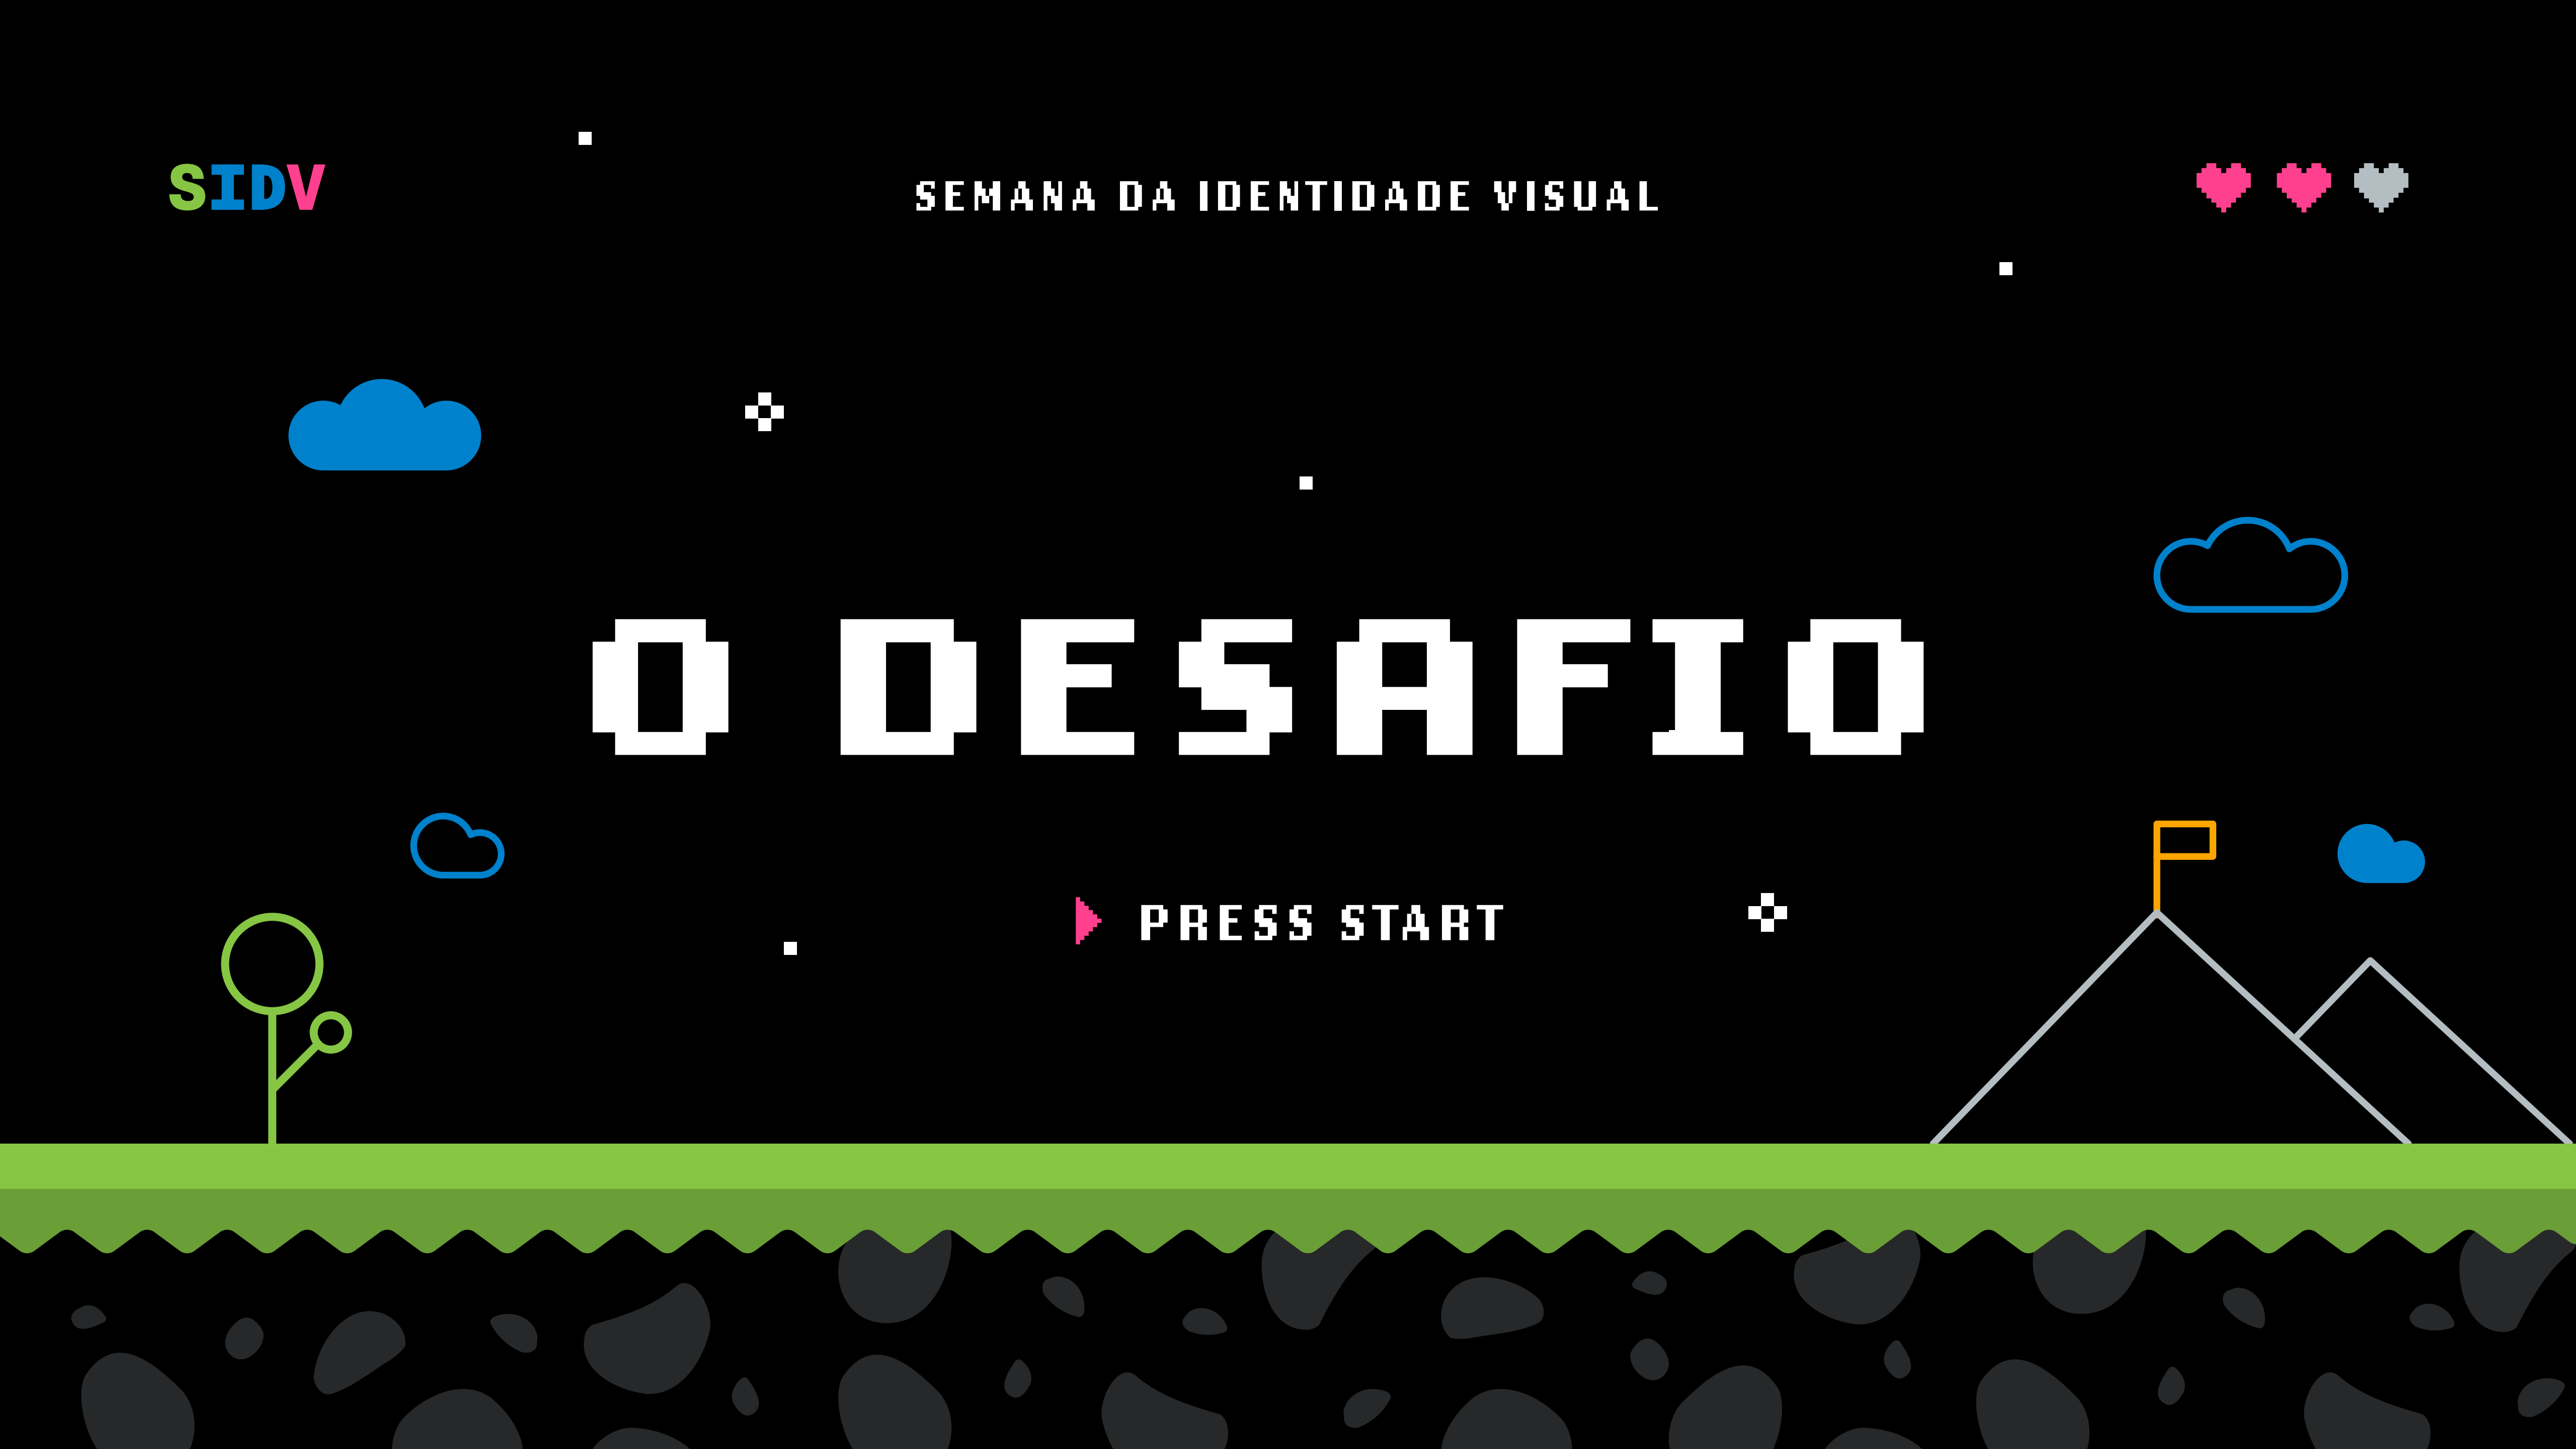 SIDV
SEMANA DA IDENTIDADE VISUAL
O DESAFIO
PRESS START